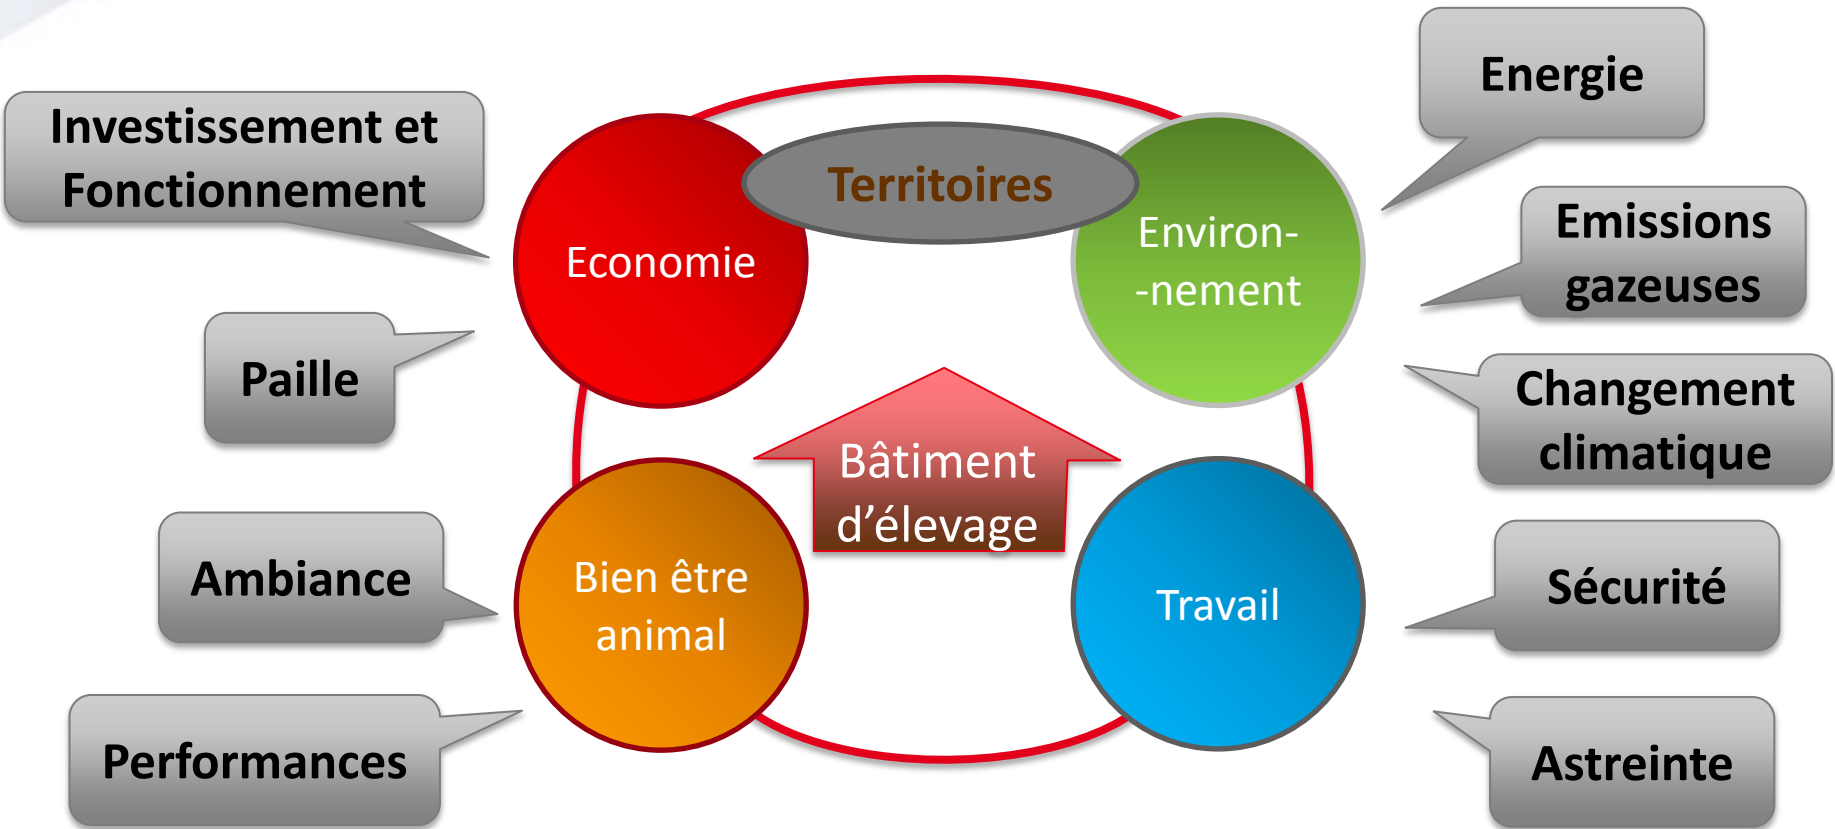 Energie
Investissement et
Fonctionnement
Territoires
Economie
Environ-
-nement
Emissions
gazeuses
Paille
Changement
climatique
Bâtiment
d’élevage
Ambiance
Bien être
animal
Travail
Sécurité
Performances
Astreinte